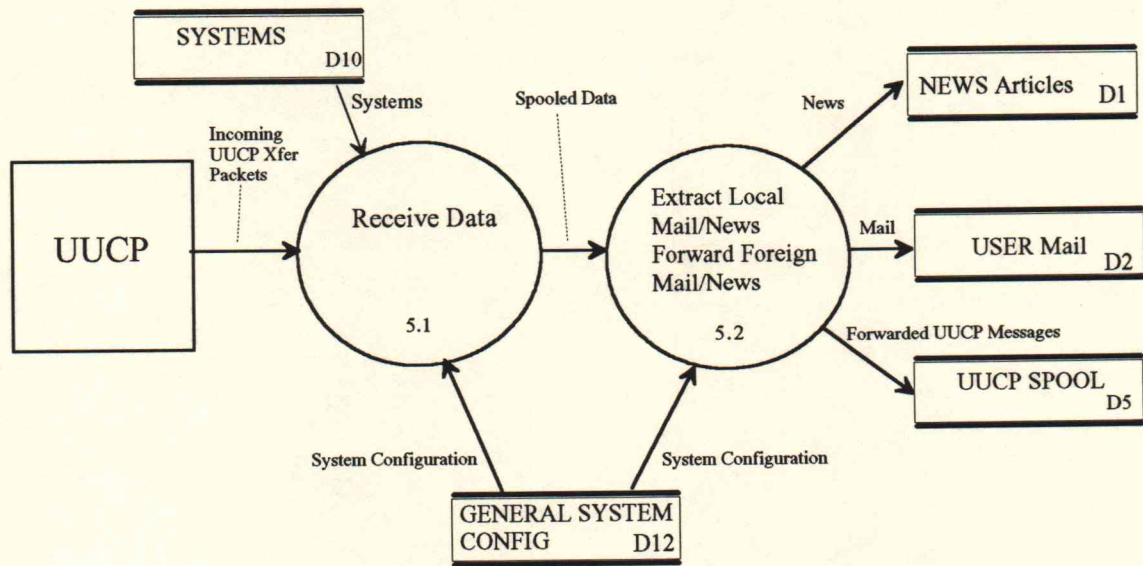 SYSTEMS
D10
Systems
Incoming
UUCP Xfer
Packets
UUCP
Receive Data
5.1
Spooled Data
Extract Local
Mail/News
Forward Foreign
Mail/News
5.2
News
NEWS Articles D1
Mail
USER Mail
D2
Forwarded UUCP Messages
UUCP SPOOL
D5
System Configuration
System Configuration
GENERAL SYSTEM
CONFIG D12